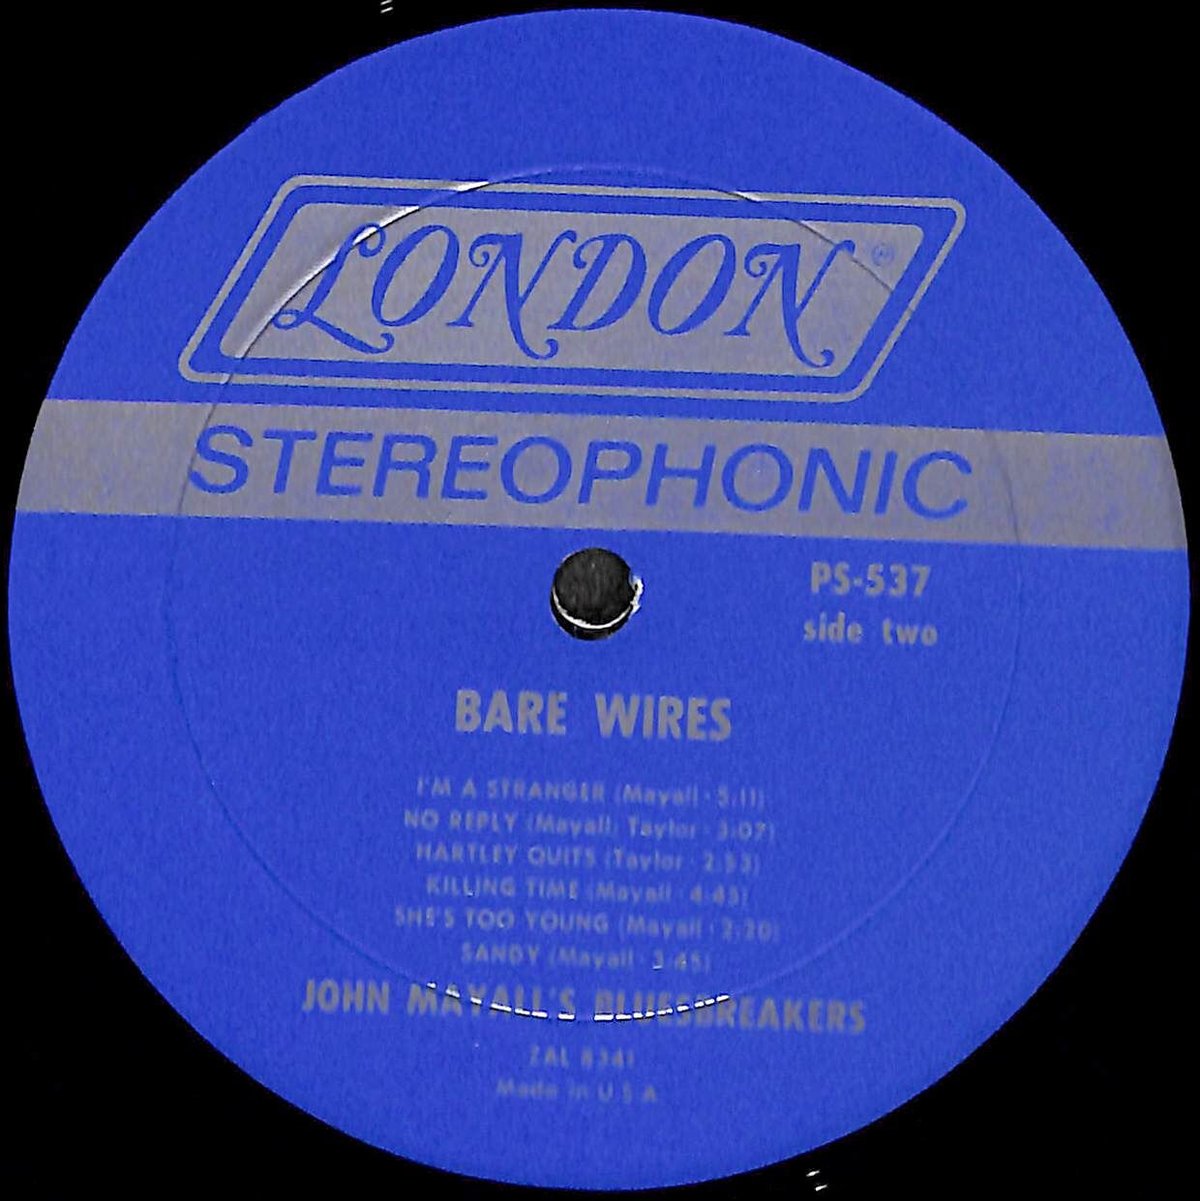 LONDON ®
STEREOPHONIC
PS-537
side two
BARE WIRES
I'M A STRANGER (Mayall · 5:11)
NO REPLY (Mayall; Taylor · 3:07)
HARTLEY QUITS (Taylor · 2:53)
KILLING TIME (Mayall · 4:45)
SHE'S TOO YOUNG (Mayall · 2:20)
SANDY (Mayall · 3:45)
JOHN MAYALL'S BLUESBREAKERS
ZAL 8341
Made in U.S.A.